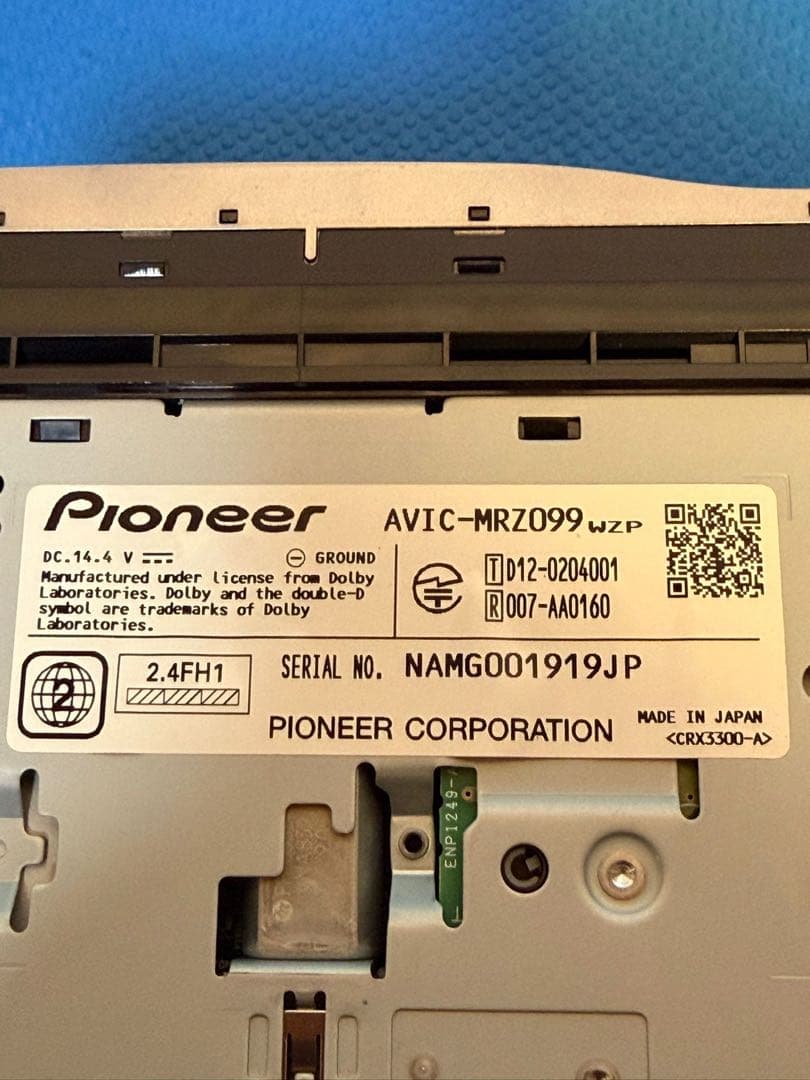 Pioneer AVIC-MRZ099 WZP
DC.14.4 V GROUND
Manufactured under license from Dolby
Laboratories. Dolby and the double-D
symbol are trademarks of Dolby
Laboratories.
T D12-0204001
R 007-AA0160
2
2.4FH1
SERIAL NO. NAMG001919JP
PIONEER CORPORATION
MADE IN JAPAN
<CRX3300-A>
ENP1249-